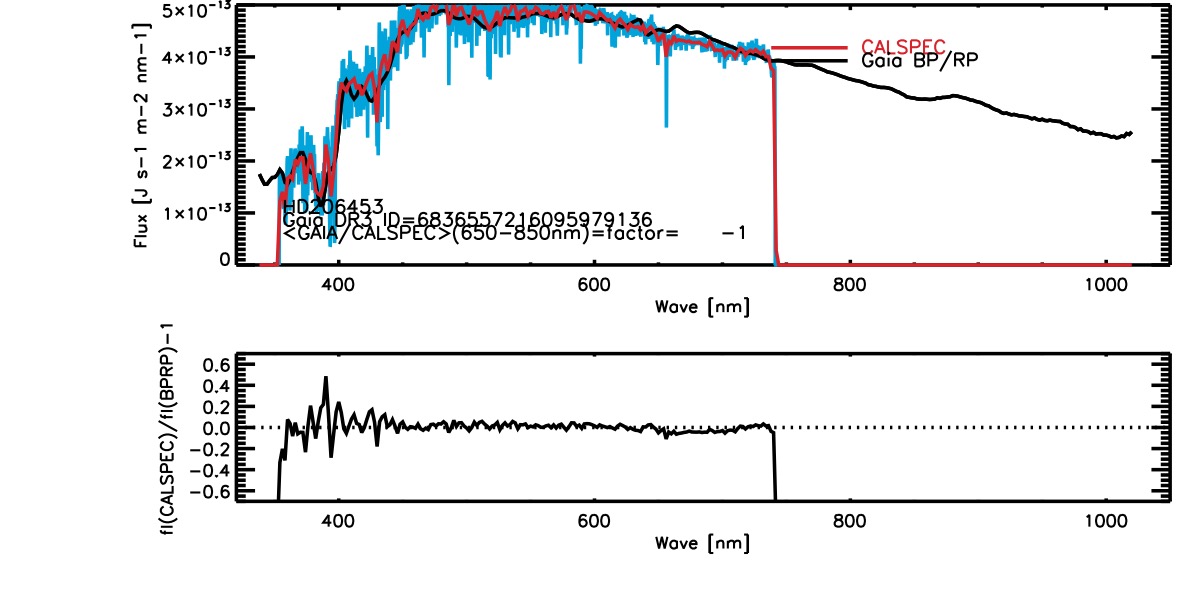 5×10−13
4×10−13
3×10−13
2×10−13
1×10−13
0
Flux [J s−1 m−2 nm−1]
CALSPEC
Gaia BP/RP
HD206453
Gaia DR3 ID=6836557216095979136
<GAIA/CALSPEC>(650−850nm)=factor= −1
400 600 800 1000
Wave [nm]
fl(CALSPEC)/fl(BPRP)−1
0.6
0.4
0.2
0.0
−0.2
−0.4
−0.6
400 600 800 1000
Wave [nm]